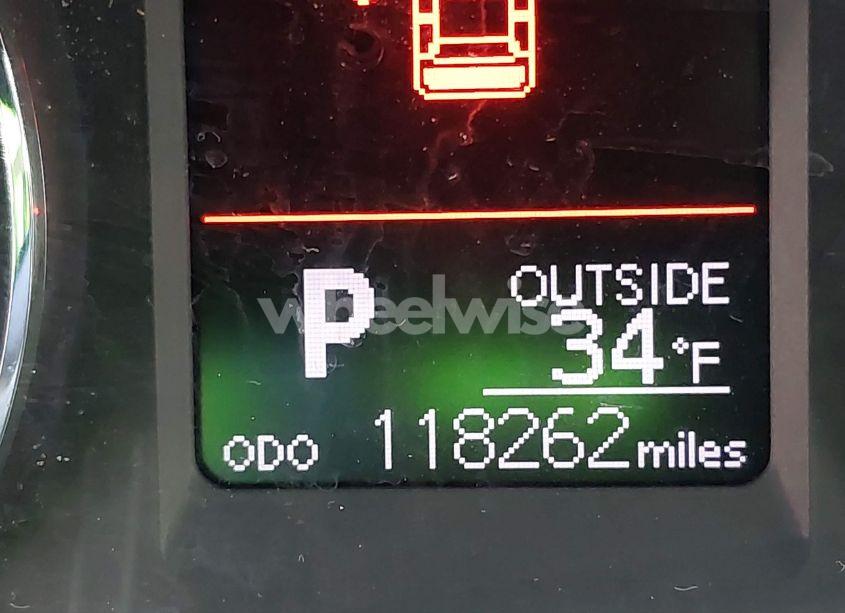 P
OUTSIDE
wheelwise
34°F
ODO 118262 miles